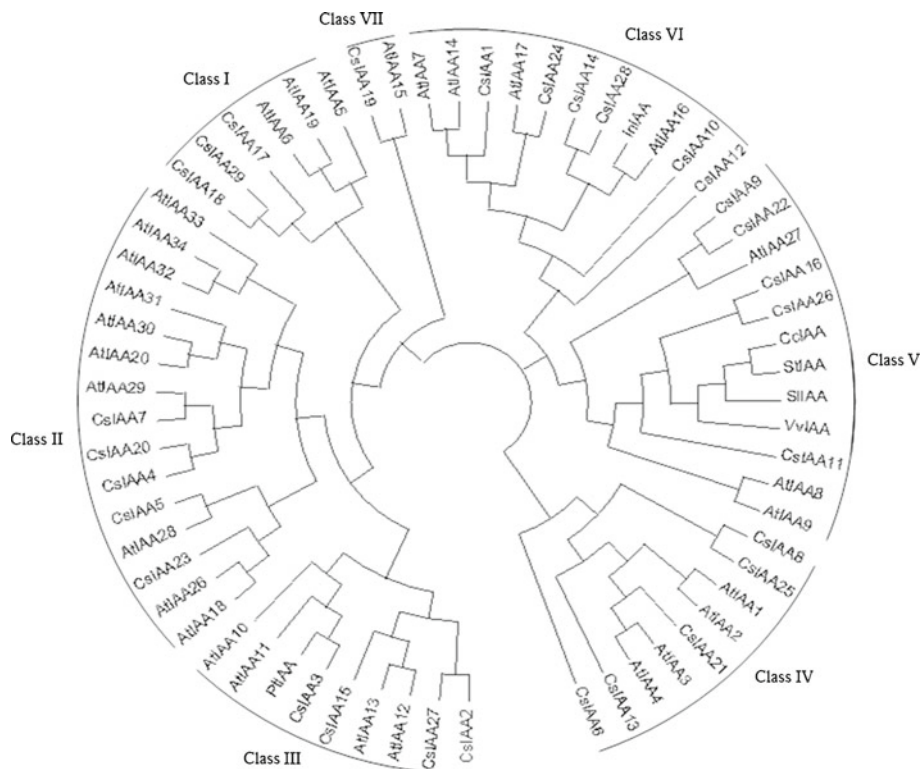 Class VII
Class VI
Class I
Class V
Class II
Class IV
Class III
AtIAA7
AtIAA14
CsIAA1
AtIAA17
CsIAA24
CsIAA14
CsIAA28
inIAA
AtIAA16
CsIAA10
CsIAA12
CsIAA9
CsIAA22
AtIAA27
CsIAA16
CsIAA26
CcIAA
StIAA
SlIAA
VvIAA
CsIAA11
AtIAA8
AtIAA9
CsIAA8
CsIAA25
AtIAA1
AtIAA2
CsIAA21
AtIAA3
AtIAA4
CsIAA13
CsIAA6
CsIAA2
CsIAA27
AtIAA12
AtIAA13
CsIAA15
CsIAA3
PtIAA
AtIAA11
AtIAA10
AtIAA18
AtIAA26
CsIAA23
AtIAA28
CsIAA5
CsIAA4
CsIAA20
CsIAA7
AtIAA29
AtIAA20
AtIAA30
AtIAA31
AtIAA32
AtIAA34
AtIAA33
CsIAA18
CsIAA29
CsIAA17
AtIAA6
AtIAA19
AtIAA5
CsIAA19
AtIAA15